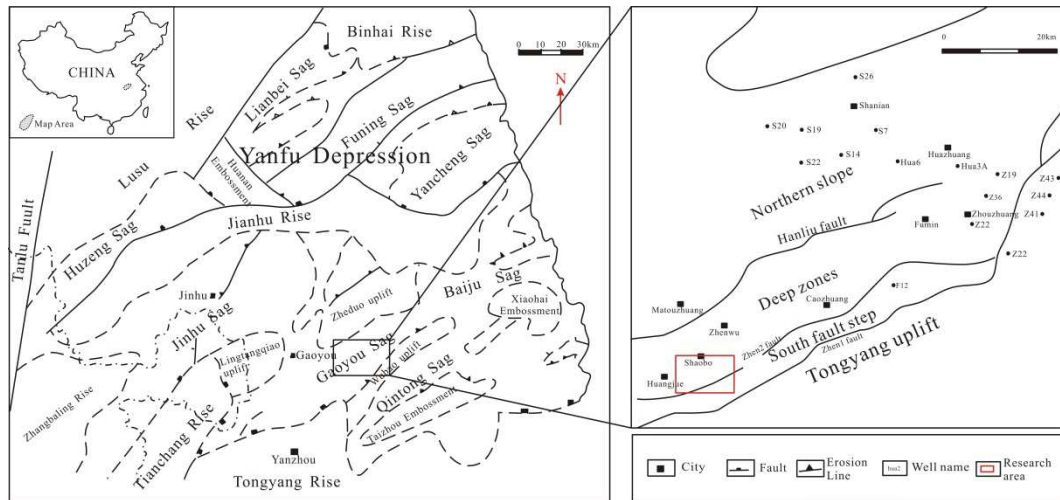 CHINA
Map Area
Binhai Rise
0 10 20 30km
N
Lianbei Sag
Rise
Funing Sag
Yanfu Depression
Yancheng Sag
Huanan
Embossment
Lusu
Jianhu Rise
Tanlu Fuult
Huzeng Sag
Jinhu
Zheduo uplift
Baiju Sag
Xiaohai
Embossment
Jinhu Sag
Lingtangqiao
uplift
Gaoyou
Gaoyou Sag
Qintong Sag
Taizhou Embossment
Zhangbaling Rise
Tianchang Rise
Yanzhou
Tongyang Rise
0 20km
S26
Shanian
S20
S19
S7
S14
S22
Huazhuang
Hua6
Hua3A
Z19
Z43
Z36
Z44
Northern slope
Zhouzhuang
Z41
Fumin
Z22
Hanliu fault
Z22
Deep zones
F12
Matouzhuang
Caozhuang
Zhenwu
South fault step
Zhen2 fault
Zhen1 fault
Shaobo
Tongyang uplift
Huangjue
City
Fault
Erosion
Line
Well name
Research
area